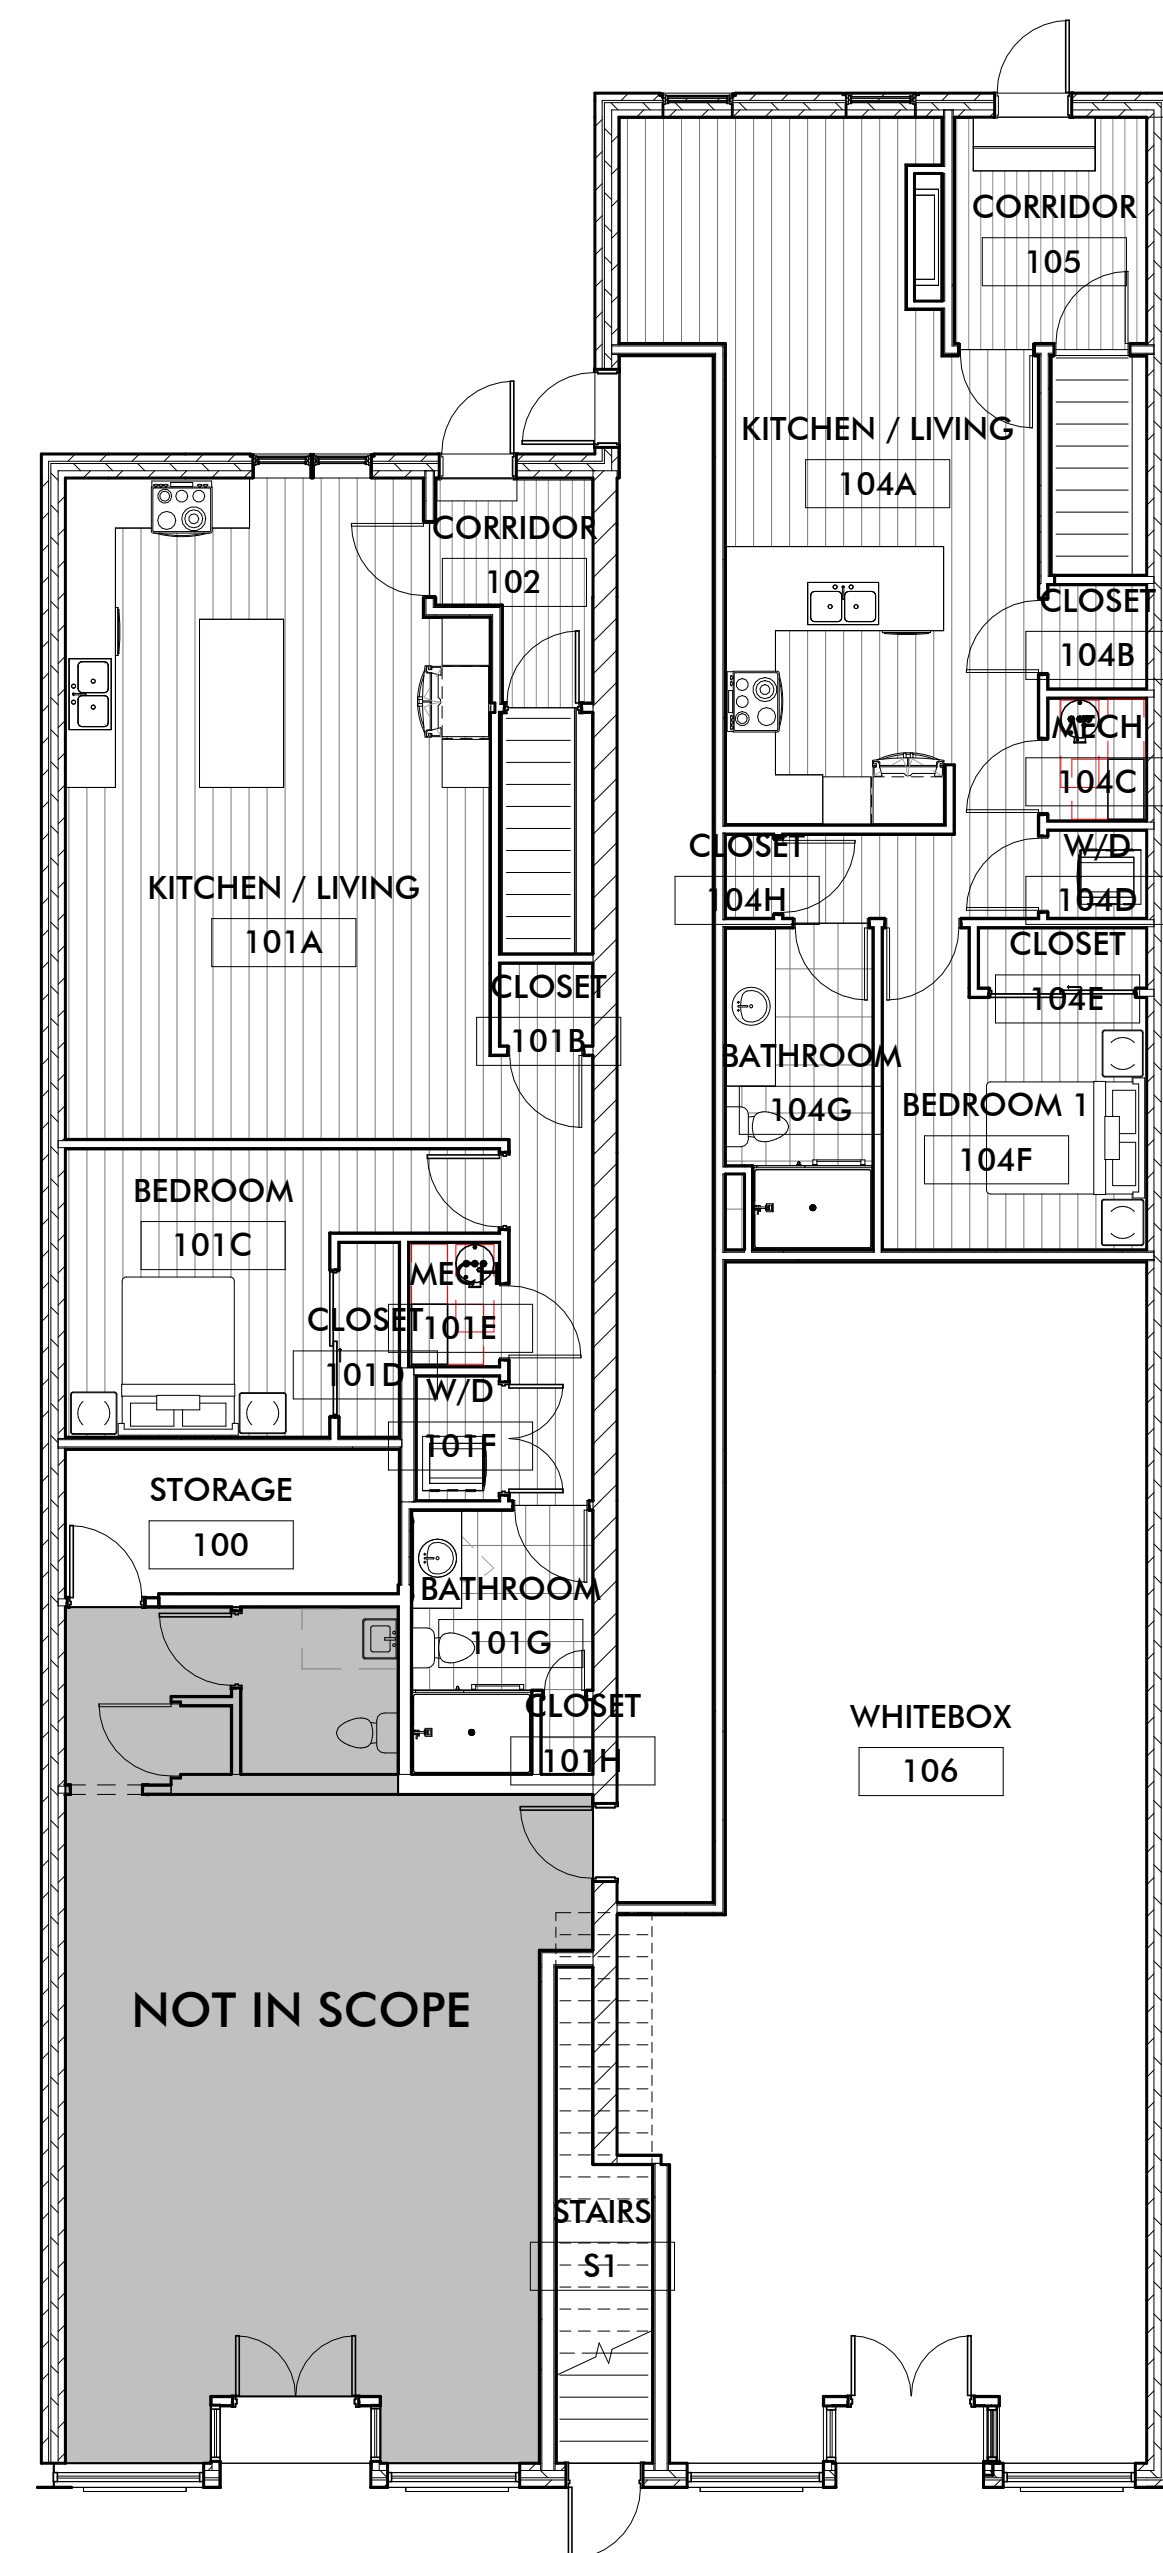 CORRIDOR
105
KITCHEN / LIVING
104A
CORRIDOR
102
CLOSET
104B
MECH
104C
CLOSET
104H
W/D
104D
KITCHEN / LIVING
101A
CLOSET
104E
CLOSET
101B
BATHROOM
104G
BEDROOM 1
104F
BEDROOM
101C
MECH
101E
CLOSET
101D
W/D
101F
STORAGE
100
BATHROOM
101G
CLOSET
101H
WHITEBOX
106
NOT IN SCOPE
STAIRS
S1